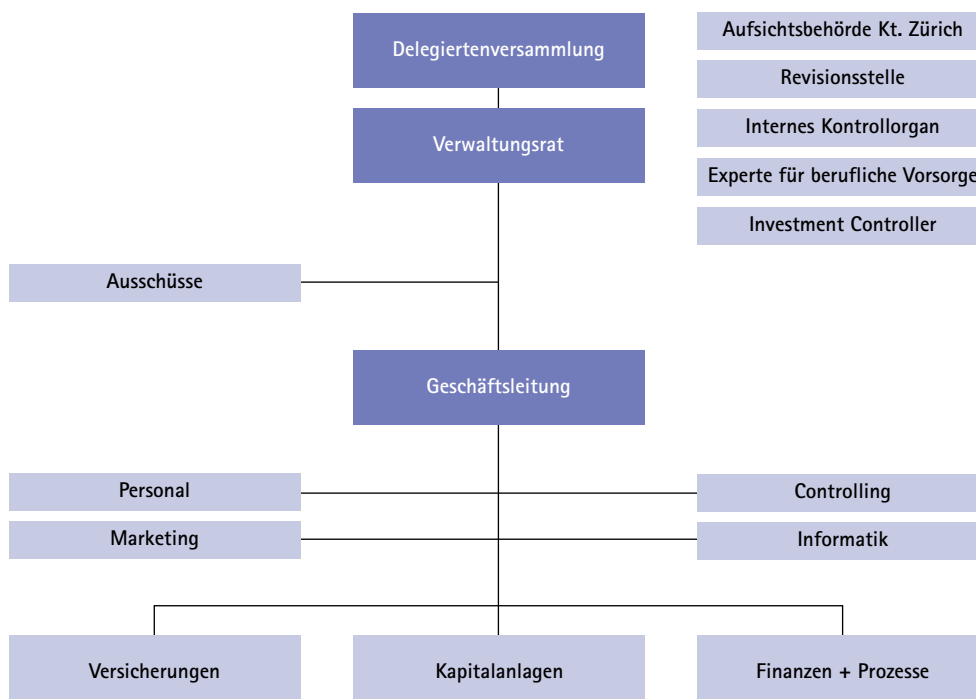 Delegiertenversammlung
Verwaltungsrat
Aufsichtsbehörde Kt. Zürich
Revisionsstelle
Internes Kontrollorgan
Experte für berufliche Vorsorge
Investment Controller
Ausschüsse
Geschäftsleitung
Personal
Controlling
Marketing
Informatik
Versicherungen
Kapitalanlagen
Finanzen + Prozesse